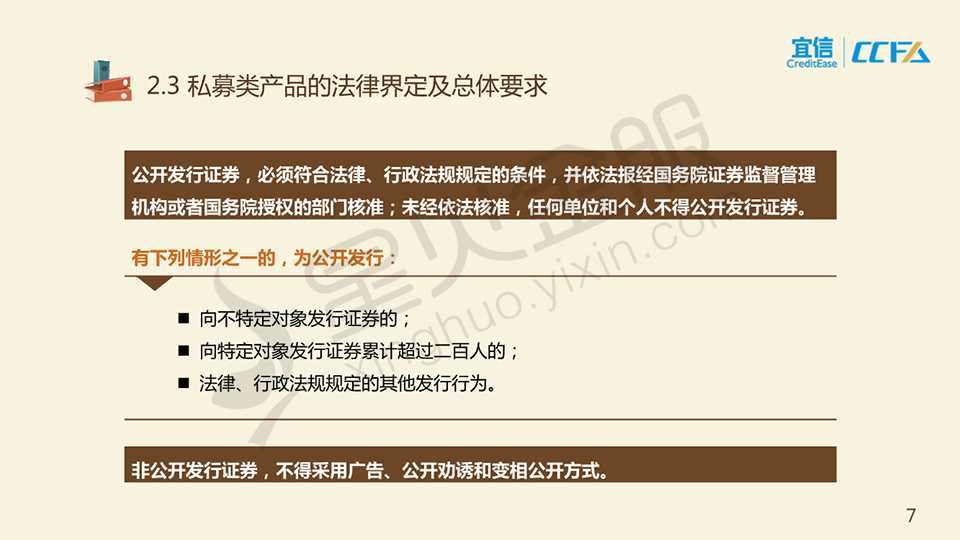 宜信
CreditEase
CCFA
2.3 私募类产品的法律界定及总体要求
公开发行证券，必须符合法律、行政法规规定的条件，并依法报经国务院证券监督管理
机构或者国务院授权的部门核准；未经依法核准，任何单位和个人不得公开发行证券。
有下列情形之一的，为公开发行：
■ 向不特定对象发行证券的；
■ 向特定对象发行证券累计超过二百人的；
■ 法律、行政法规规定的其他发行行为。
非公开发行证券，不得采用广告、公开劝诱和变相公开方式。
星火金服
xinghuo.yixin.com
7